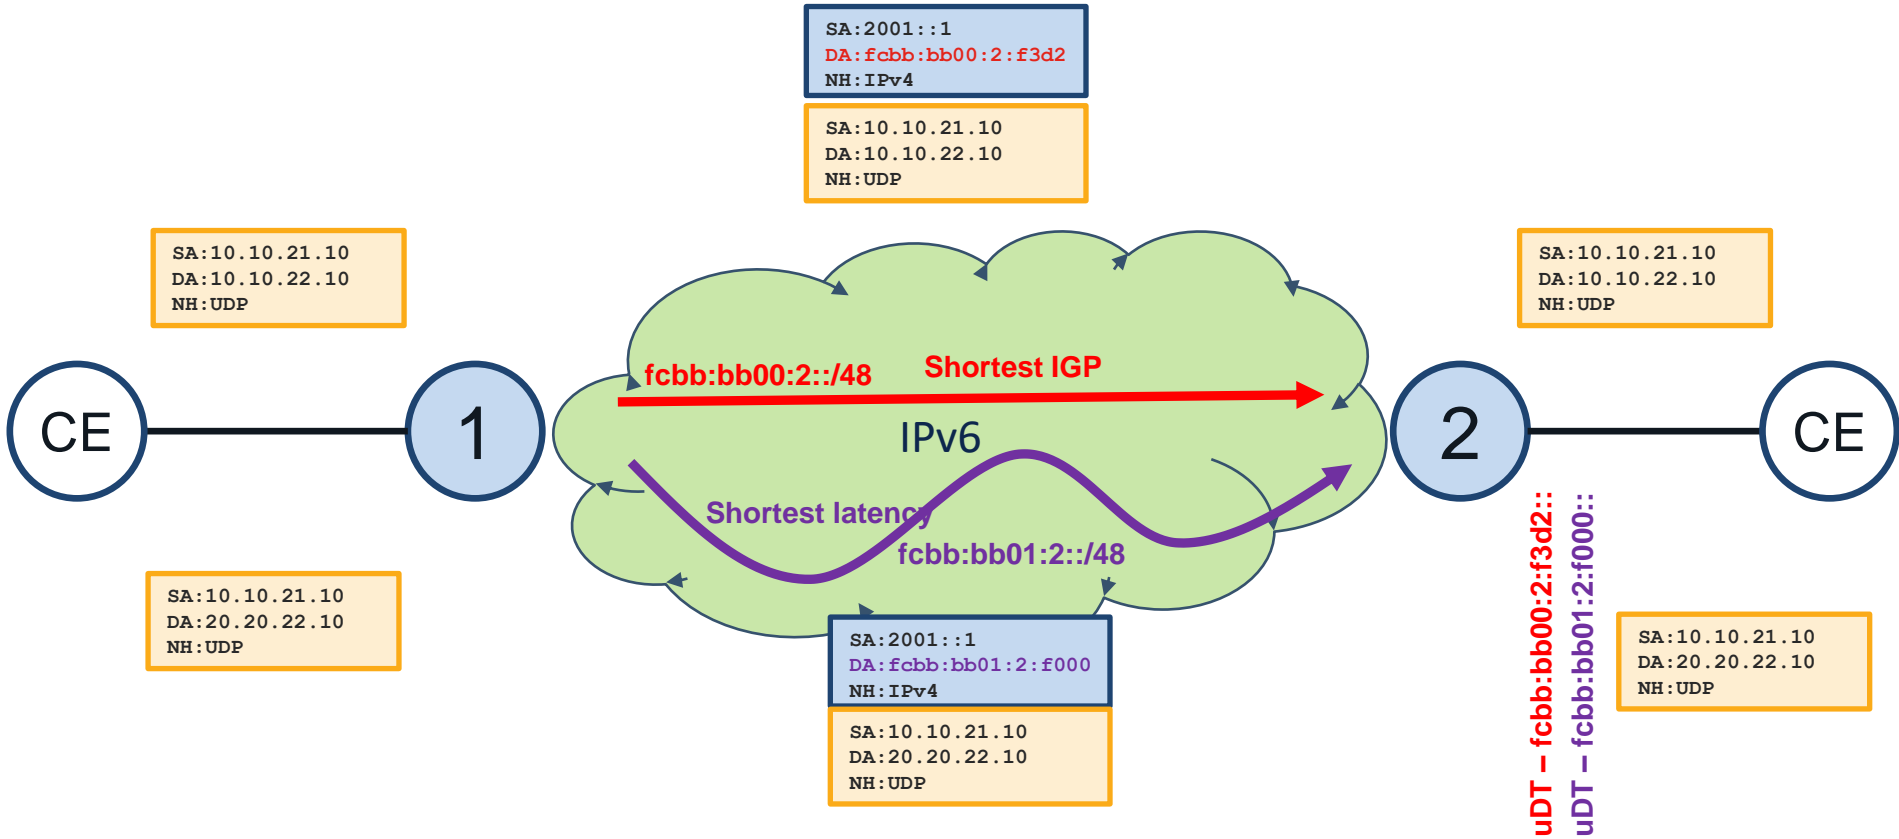 SA:2001::1
DA:fcbb:bb00:2:f3d2
NH:IPv4
SA:10.10.21.10
DA:10.10.22.10
NH:UDP
SA:10.10.21.10
DA:10.10.22.10
NH:UDP
SA:10.10.21.10
DA:10.10.22.10
NH:UDP
fcbb:bb00:2::/48
Shortest IGP
CE
1
IPv6
2
CE
Shortest latency
fcbb:bb01:2::/48
SA:10.10.21.10
DA:20.20.22.10
NH:UDP
SA:2001::1
DA:fcbb:bb01:2:f000
NH:IPv4
SA:10.10.21.10
DA:20.20.22.10
NH:UDP
uDT – fcbb:bb00:2:f3d2::
uDT – fcbb:bb01:2:f000::
SA:10.10.21.10
DA:20.20.22.10
NH:UDP